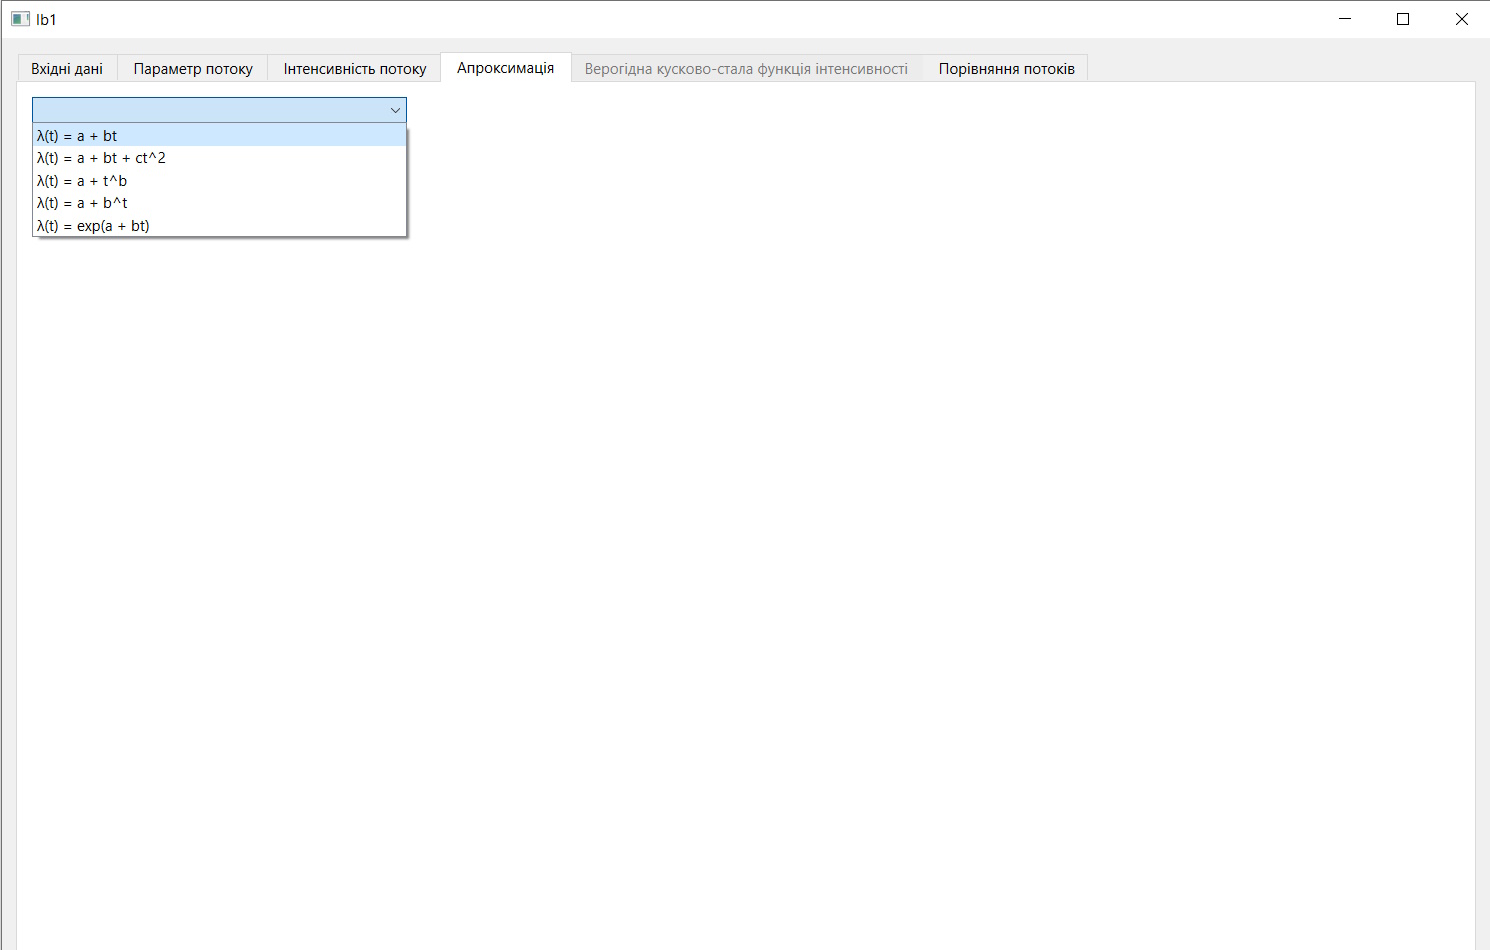 lb1
Вхідні дані Параметр потоку Інтенсивність потоку Апроксимація Верогідна кусково-стала функція інтенсивності Порівняння потоків
λ(t) = a + bt
λ(t) = a + bt + ct^2
λ(t) = a + t^b
λ(t) = a + b^t
λ(t) = exp(a + bt)